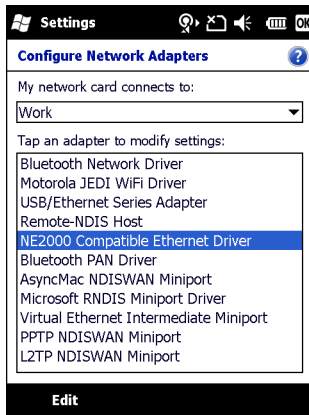 Settings
OK
Configure Network Adapters
?
My network card connects to:
Work
Tap an adapter to modify settings:
Bluetooth Network Driver
Motorola JEDI WiFi Driver
USB/Ethernet Series Adapter
Remote-NDIS Host
NE2000 Compatible Ethernet Driver
Bluetooth PAN Driver
AsyncMac NDISWAN Miniport
Microsoft RNDIS Miniport Driver
Virtual Ethernet Intermediate Miniport
PPTP NDISWAN Miniport
L2TP NDISWAN Miniport
Edit